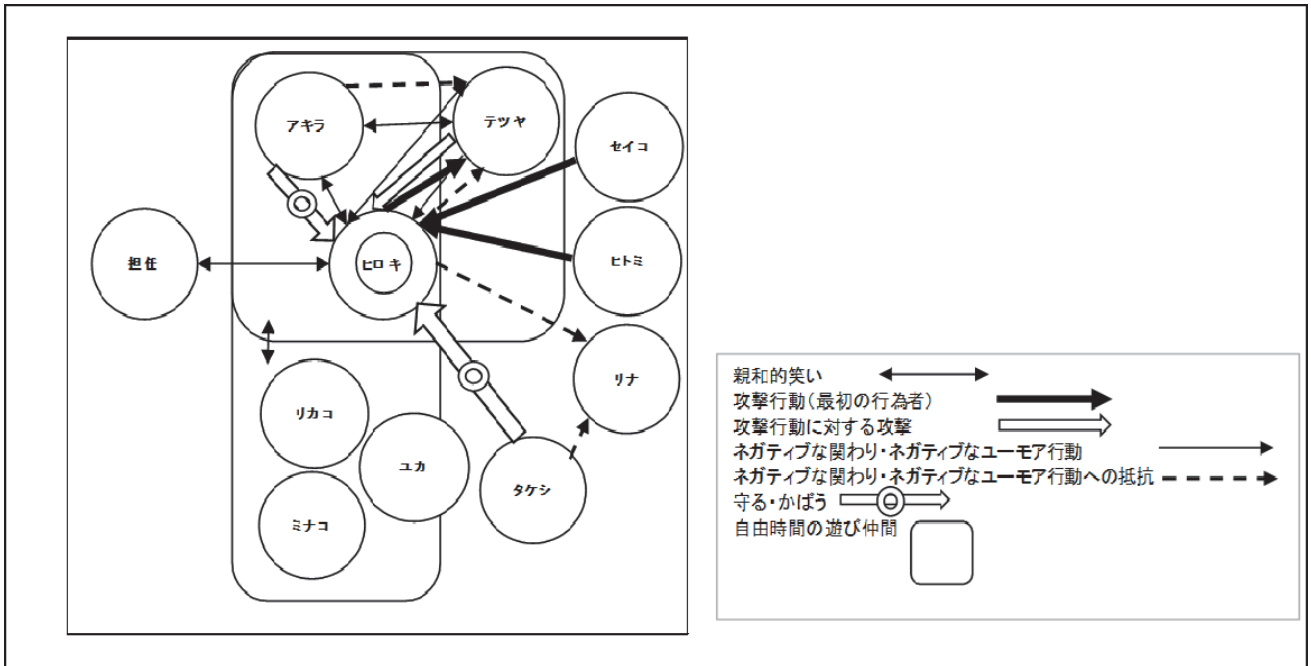 アキラ
テツヤ
セイコ
担任
ヒロキ
ヒトミ
リナ
リカコ
ユカ
タケシ
ミナコ
親和的笑い
攻撃行動(最初の行為者)
攻撃行動に対する攻撃
ネガティブな関わり・ネガティブなユーモア行動
ネガティブな関わり・ネガティブなユーモア行動への抵抗
守る・かばう
自由時間の遊び仲間